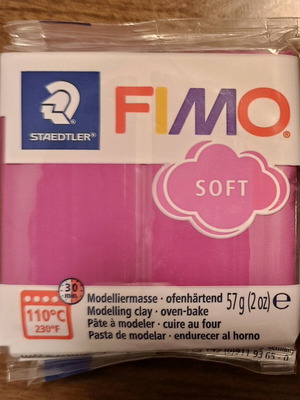 STAEDTLER®
FIMO®
SOFT
30 min.
110°C
230°F
Modelliermasse · ofenhärtend
Modelling clay · oven-bake
Pâte à modeler · cuire au four
Pasta de modelar · endurecer al horno
57 g (2 oz) e